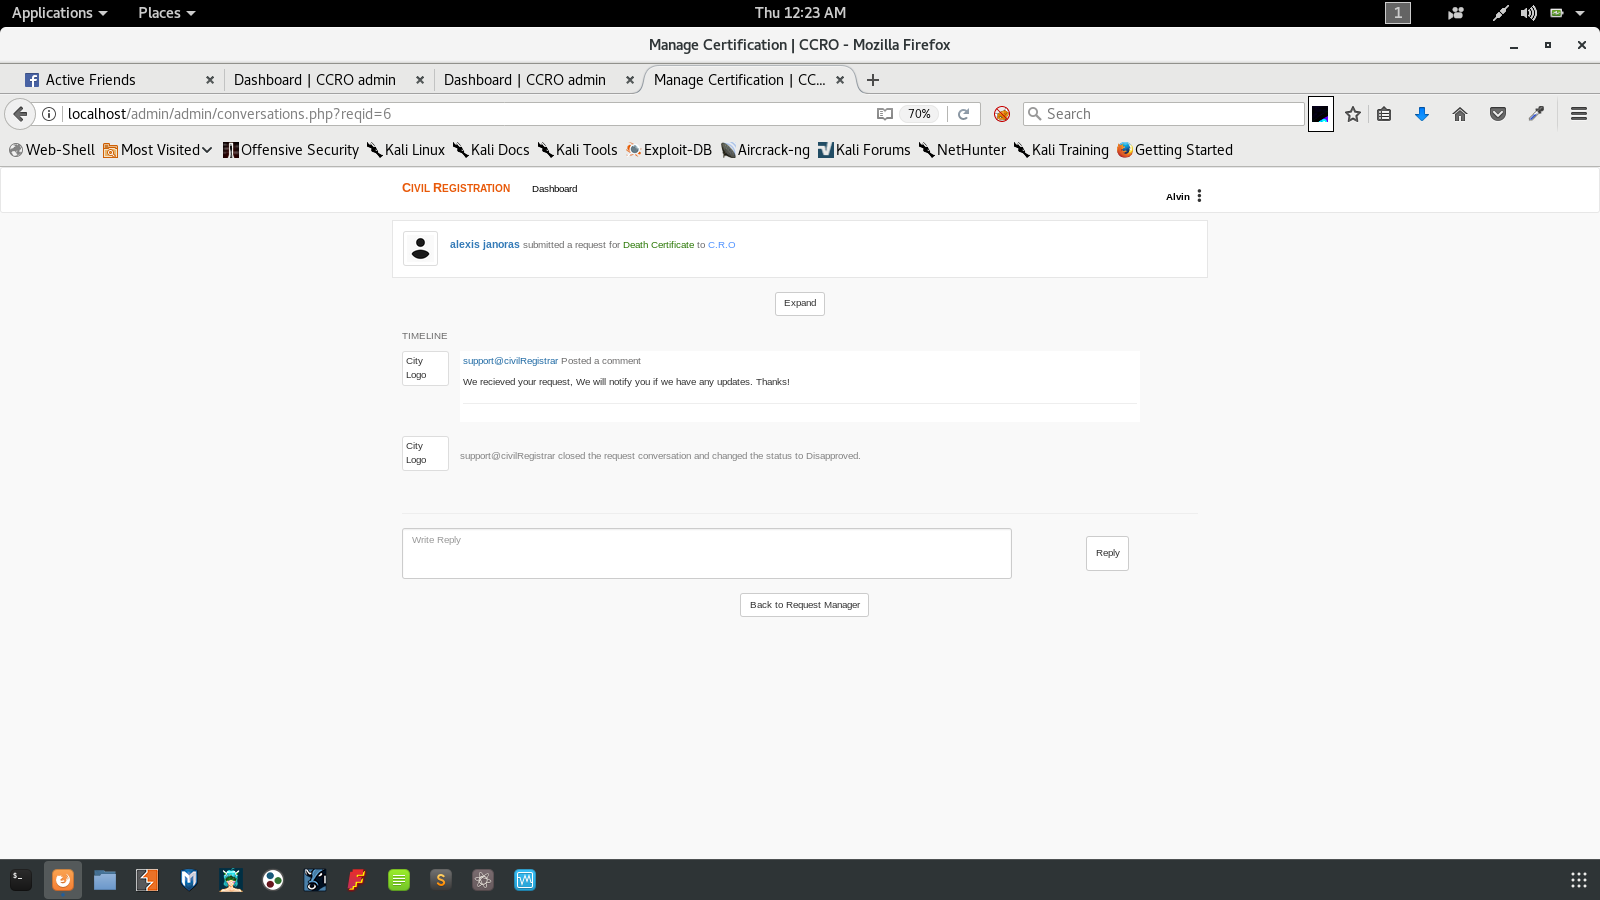 Applications Places Thu 12:23 AM 1
Manage Certification | CCRO - Mozilla Firefox
Active Friends Dashboard | CCRO admin Dashboard | CCRO admin Manage Certification | CC...
localhost/admin/admin/conversations.php?reqid=6 70% Search
Web-Shell Most Visited Offensive Security Kali Linux Kali Docs Kali Tools Exploit-DB Aircrack-ng Kali Forums NetHunter Kali Training Getting Started
CIVIL REGISTRATION Dashboard Alvin
alexis janoras submitted a request for Death Certificate to C.R.O
Expand
TIMELINE
City
Logo
support@civilRegistrar Posted a comment
We recieved your request, We will notify you if we have any updates. Thanks!
City
Logo
support@civilRegistrar closed the request conversation and changed the status to Disapproved.
Write Reply
Reply
Back to Request Manager